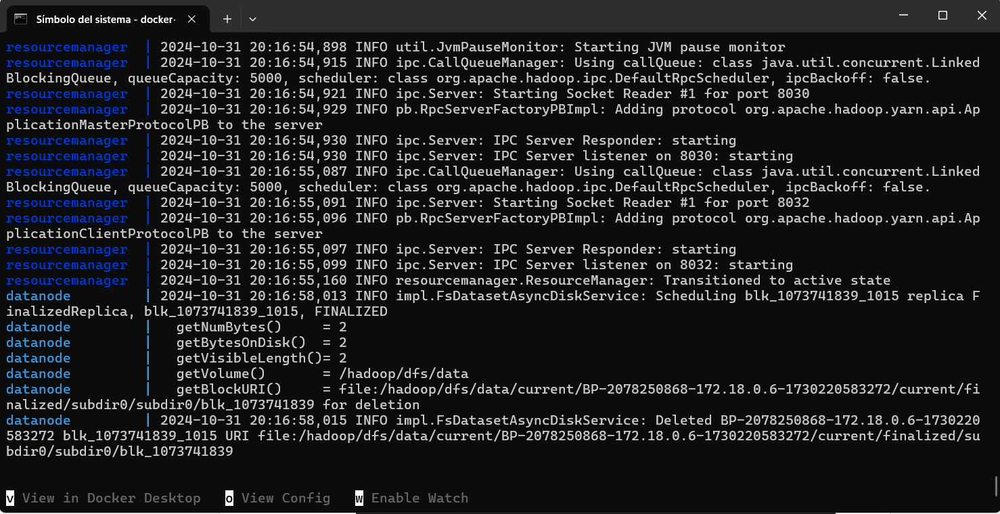 Símbolo del sistema - docker-
resourcemanager  | 2024-10-31 20:16:54,898 INFO util.JvmPauseMonitor: Starting JVM pause monitor
resourcemanager  | 2024-10-31 20:16:54,915 INFO ipc.CallQueueManager: Using callQueue: class java.util.concurrent.Linked
BlockingQueue, queueCapacity: 5000, scheduler: class org.apache.hadoop.ipc.DefaultRpcScheduler, ipcBackoff: false.
resourcemanager  | 2024-10-31 20:16:54,921 INFO ipc.Server: Starting Socket Reader #1 for port 8030
resourcemanager  | 2024-10-31 20:16:54,929 INFO pb.RpcServerFactoryPBImpl: Adding protocol org.apache.hadoop.yarn.api.Ap
plicationMasterProtocolPB to the server
resourcemanager  | 2024-10-31 20:16:54,930 INFO ipc.Server: IPC Server Responder: starting
resourcemanager  | 2024-10-31 20:16:54,930 INFO ipc.Server: IPC Server listener on 8030: starting
resourcemanager  | 2024-10-31 20:16:55,087 INFO ipc.CallQueueManager: Using callQueue: class java.util.concurrent.Linked
BlockingQueue, queueCapacity: 5000, scheduler: class org.apache.hadoop.ipc.DefaultRpcScheduler, ipcBackoff: false.
resourcemanager  | 2024-10-31 20:16:55,091 INFO ipc.Server: Starting Socket Reader #1 for port 8032
resourcemanager  | 2024-10-31 20:16:55,096 INFO pb.RpcServerFactoryPBImpl: Adding protocol org.apache.hadoop.yarn.api.Ap
plicationClientProtocolPB to the server
resourcemanager  | 2024-10-31 20:16:55,097 INFO ipc.Server: IPC Server Responder: starting
resourcemanager  | 2024-10-31 20:16:55,099 INFO ipc.Server: IPC Server listener on 8032: starting
resourcemanager  | 2024-10-31 20:16:55,160 INFO resourcemanager.ResourceManager: Transitioned to active state
datanode         | 2024-10-31 20:16:58,013 INFO impl.FsDatasetAsyncDiskService: Scheduling blk_1073741839_1015 replica F
inalizedReplica, blk_1073741839_1015, FINALIZED
datanode         |   getNumBytes()     = 2
datanode         |   getBytesOnDisk()  = 2
datanode         |   getVisibleLength()= 2
datanode         |   getVolume()       = /hadoop/dfs/data
datanode         |   getBlockURI()     = file:/hadoop/dfs/data/current/BP-2078250868-172.18.0.6-1730220583272/current/fi
nalized/subdir0/subdir0/blk_1073741839 for deletion
datanode         | 2024-10-31 20:16:58,015 INFO impl.FsDatasetAsyncDiskService: Deleted BP-2078250868-172.18.0.6-1730220
583272 blk_1073741839_1015 URI file:/hadoop/dfs/data/current/BP-2078250868-172.18.0.6-1730220583272/current/finalized/su
bdir0/subdir0/blk_1073741839
v View in Docker Desktop   o View Config   w Enable Watch